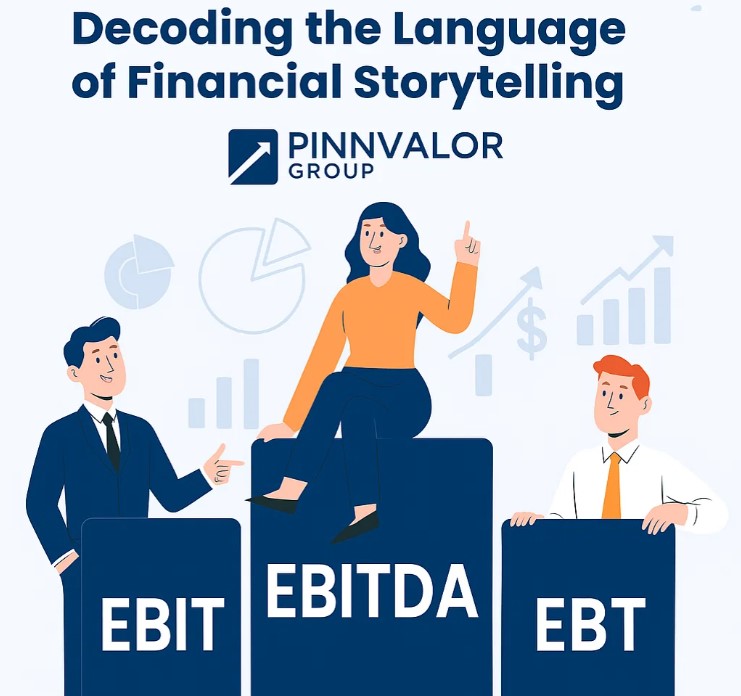 Decoding the Language
of Financial Storytelling
PINNVALOR
GROUP
$
EBIT
EBITDA
EBT